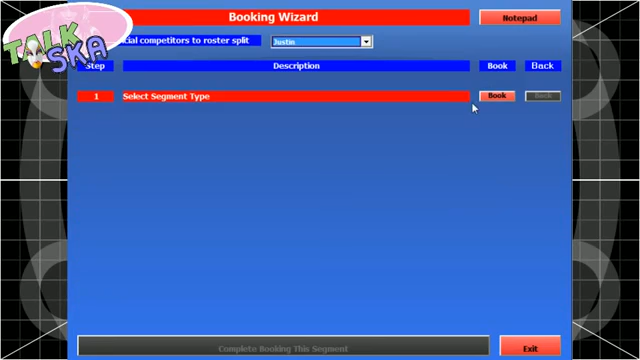 Booking Wizard
Notepad
TALK
SKA
cial competitors to roster split
Justin
Step
Description
Book
Back
1
Select Segment Type
Book
Back
Complete Booking This Segment
Exit